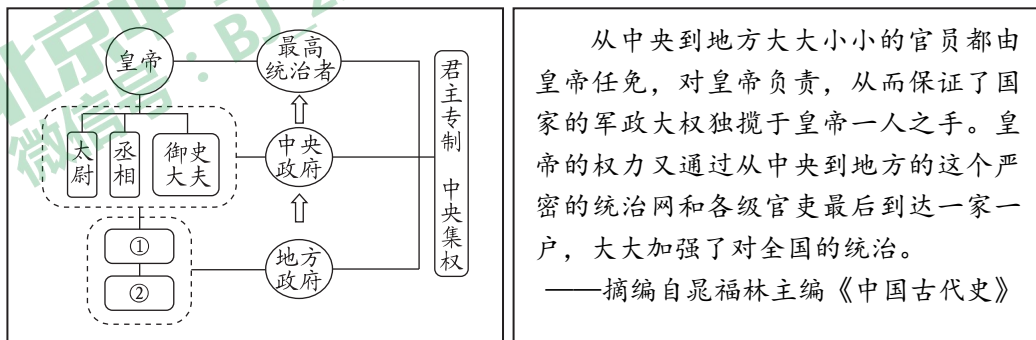 皇帝
最高
统治者
太尉
丞相
御史
大夫
中央
政府
①
②
地方
政府
君主专制 中央集权
从中央到地方大大小小的官员都由
皇帝任免，对皇帝负责，从而保证了国
家的军政大权独揽于皇帝一人之手。皇
帝的权力又通过从中央到地方的这个严
密的统治网和各级官吏最后到达一家一
户，大大加强了对全国的统治。
——摘编自晁福林主编《中国古代史》
微信号：BJ_